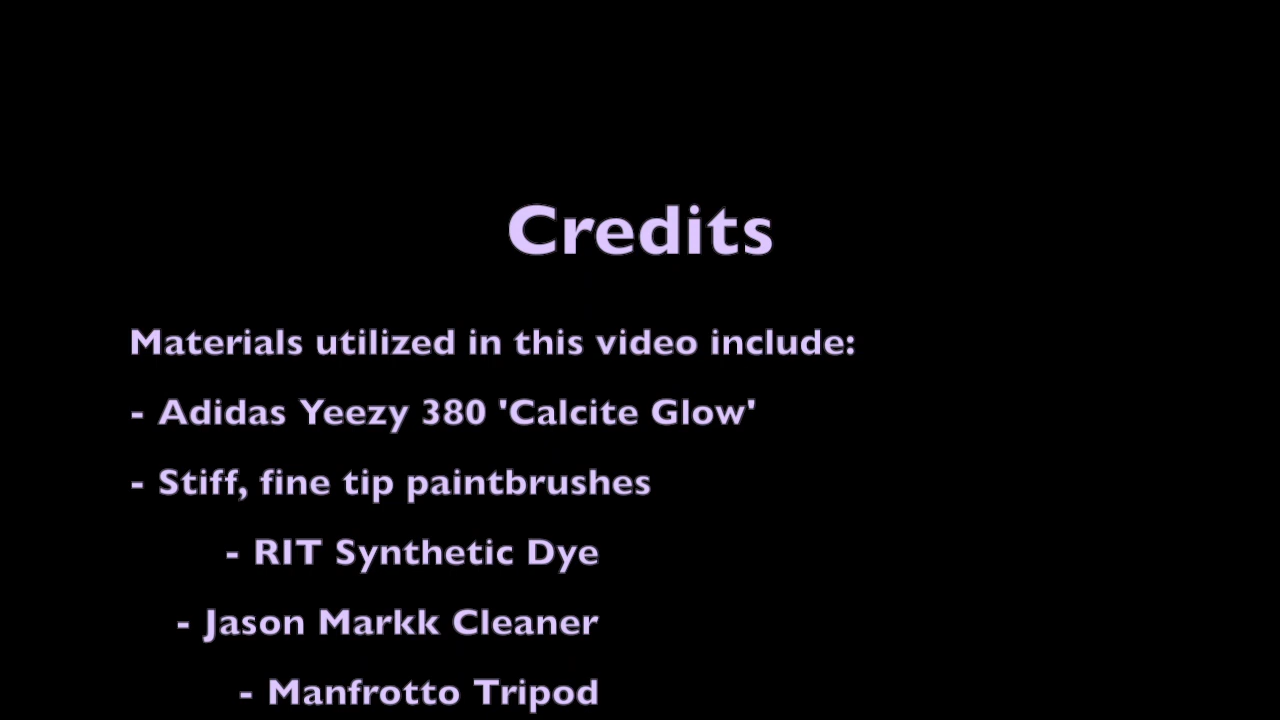 Credits
Materials utilized in this video include:
- Adidas Yeezy 380 'Calcite Glow'
- Stiff, fine tip paintbrushes
- RIT Synthetic Dye
- Jason Markk Cleaner
- Manfrotto Tripod